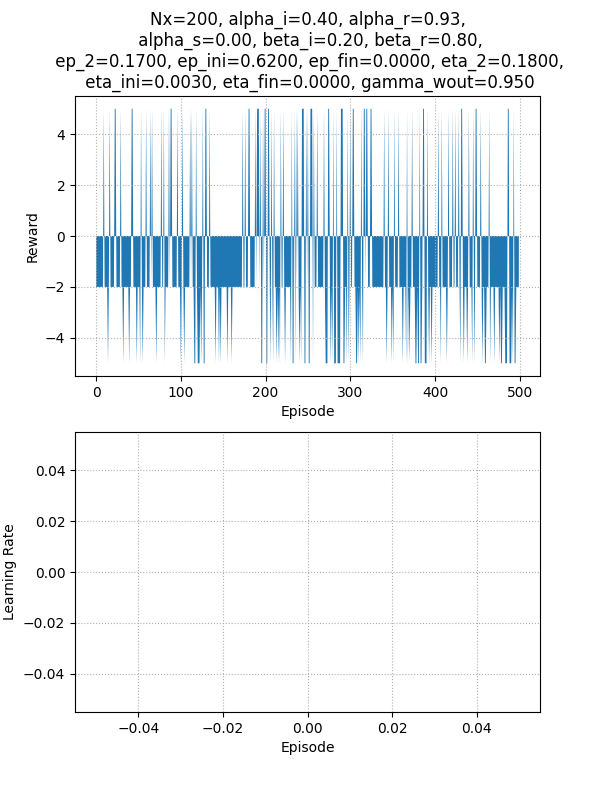 Nx=200, alpha_i=0.40, alpha_r=0.93,
alpha_s=0.00, beta_i=0.20, beta_r=0.80,
ep_2=0.1700, ep_ini=0.6200, ep_fin=0.0000, eta_2=0.1800,
eta_ini=0.0030, eta_fin=0.0000, gamma_wout=0.950
4
2
0
−2
−4
Reward
0 100 200 300 400 500
Episode
0.04
0.02
0.00
−0.02
−0.04
Learning Rate
−0.04 −0.02 0.00 0.02 0.04
Episode